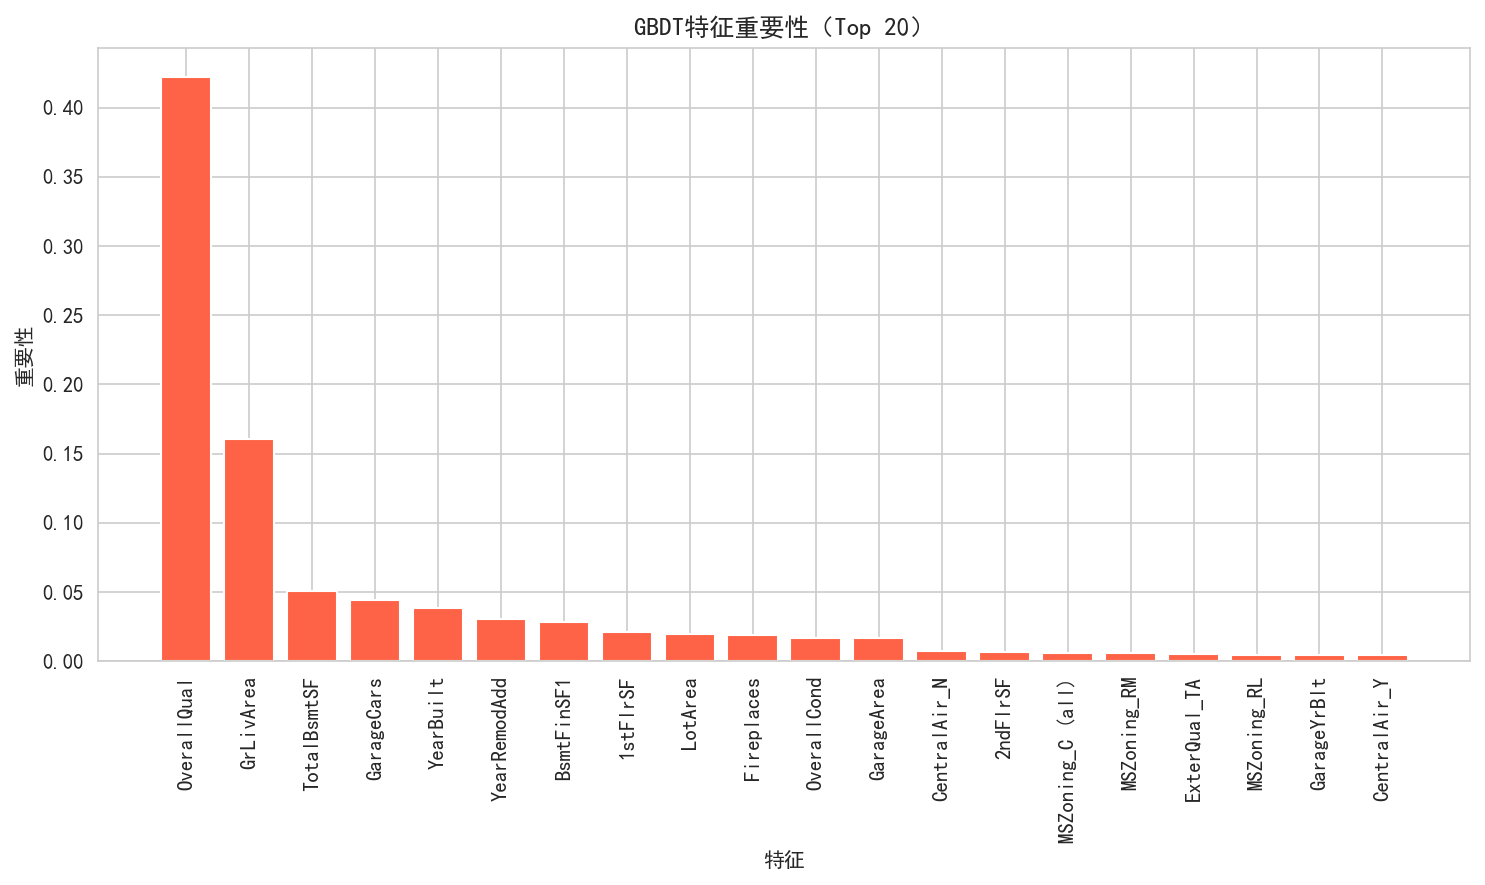 GBDT特征重要性（Top 20）
重要性
0.40
0.35
0.30
0.25
0.20
0.15
0.10
0.05
0.00
OverallQual
GrLivArea
TotalBsmtSF
GarageCars
YearBuilt
YearRemodAdd
BsmtFinSF1
1stFlrSF
LotArea
Fireplaces
OverallCond
GarageArea
CentralAir_N
2ndFlrSF
MSZoning_C (all)
MSZoning_RM
ExterQual_TA
MSZoning_RL
GarageYrBlt
CentralAir_Y
特征